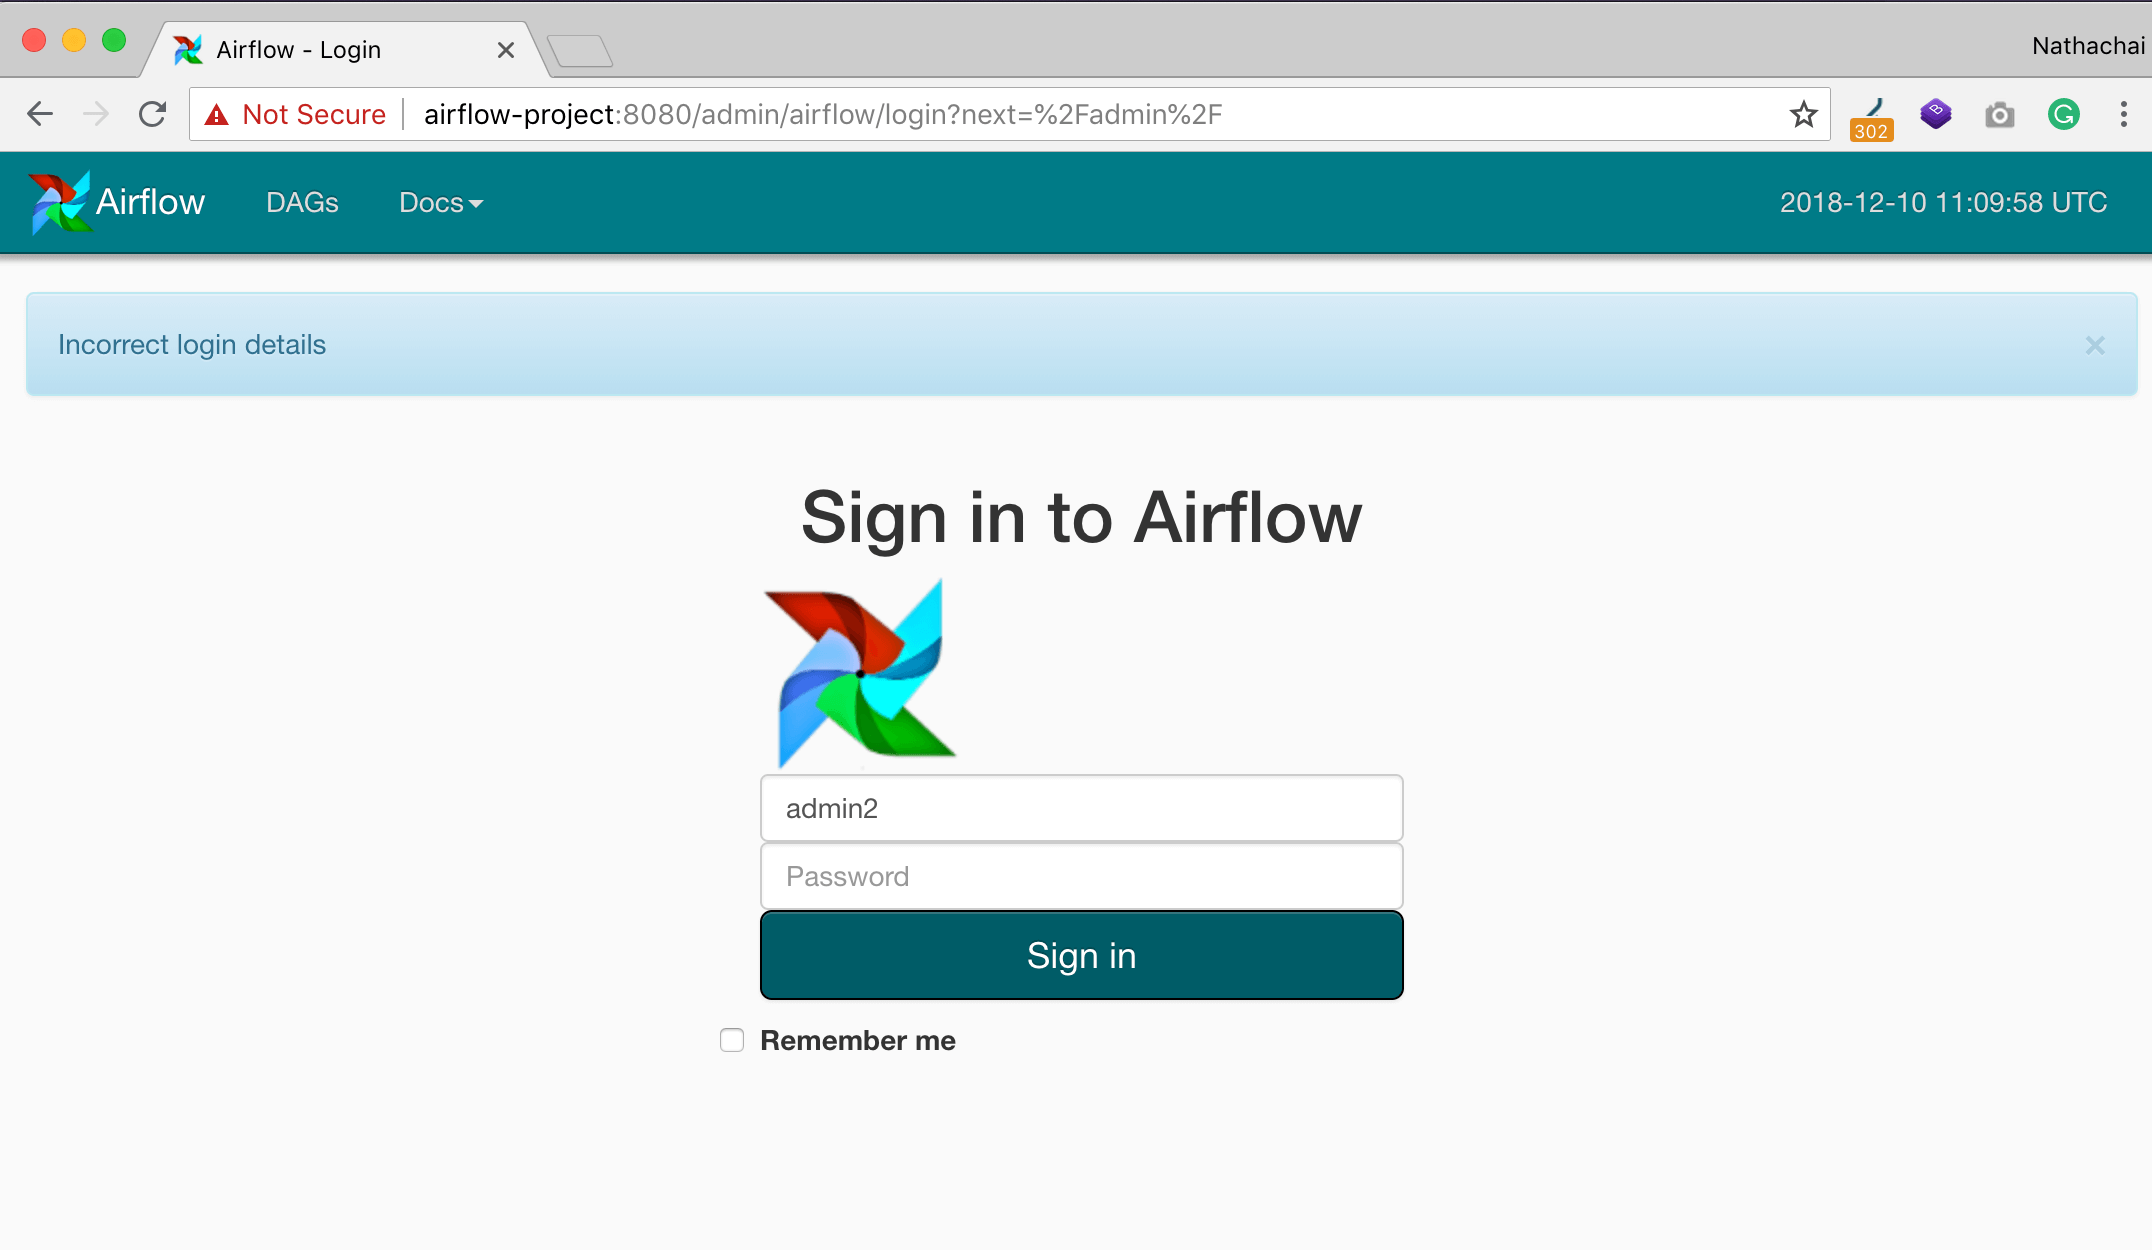 Airflow - Login
Nathachai
Not Secure
airflow-project:8080/admin/airflow/login?next=%2Fadmin%2F
302
Airflow
DAGs
Docs
2018-12-10 11:09:58 UTC
Incorrect login details
Sign in to Airflow
admin2
Password
Sign in
Remember me